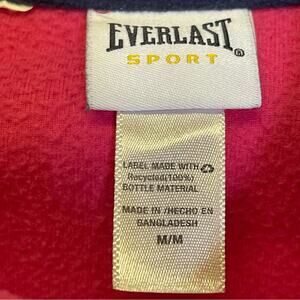 EVERLAST®
SPORT
LABEL MADE WITH
Recycled(100%)
BOTTLE MATERIAL
MADE IN /HECHO EN
BANGLADESH
M/M